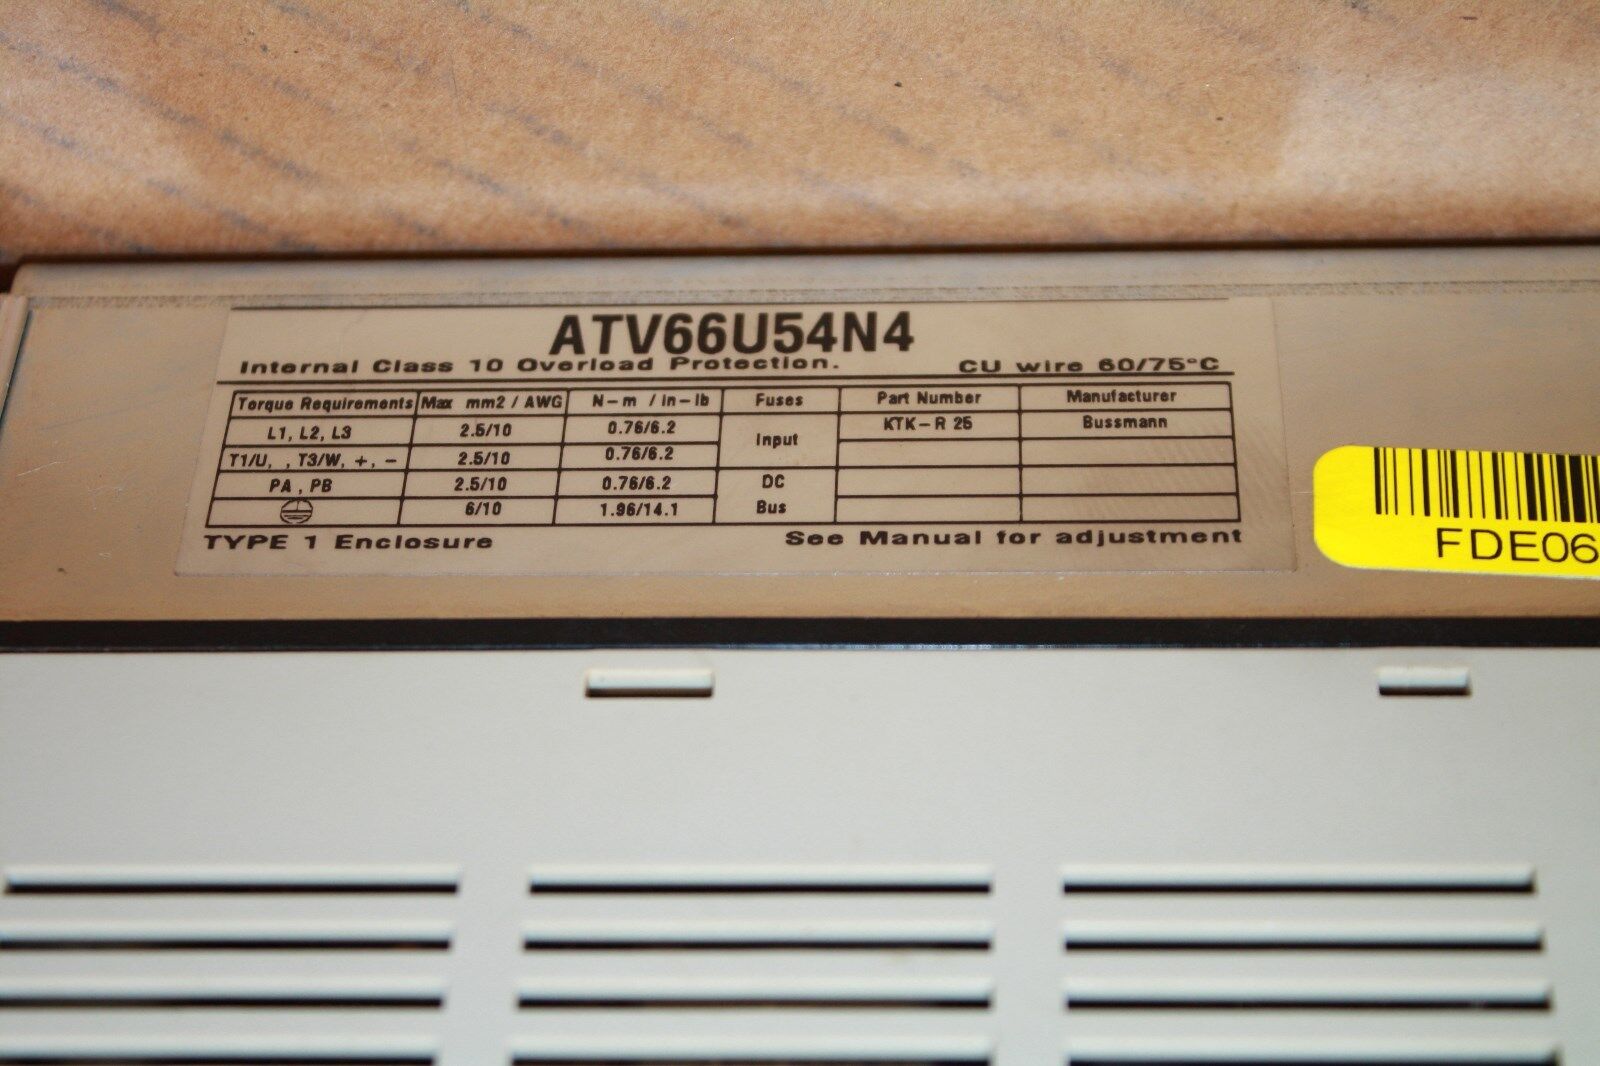 ATV66U54N4
Internal Class 10 Overload Protection. CU wire 60/75°C
Torque Requirements Max mm2 / AWG N-m / in-lb Fuses Part Number Manufacturer
L1, L2, L3 2.5/10 0.76/6.2 Input KTK-R 25 Bussmann
T1/U, , T3/W, +, - 2.5/10 0.76/6.2
PA , PB 2.5/10 0.76/6.2 DC
6/10 1.96/14.1 Bus
TYPE 1 Enclosure See Manual for adjustment
FDE06